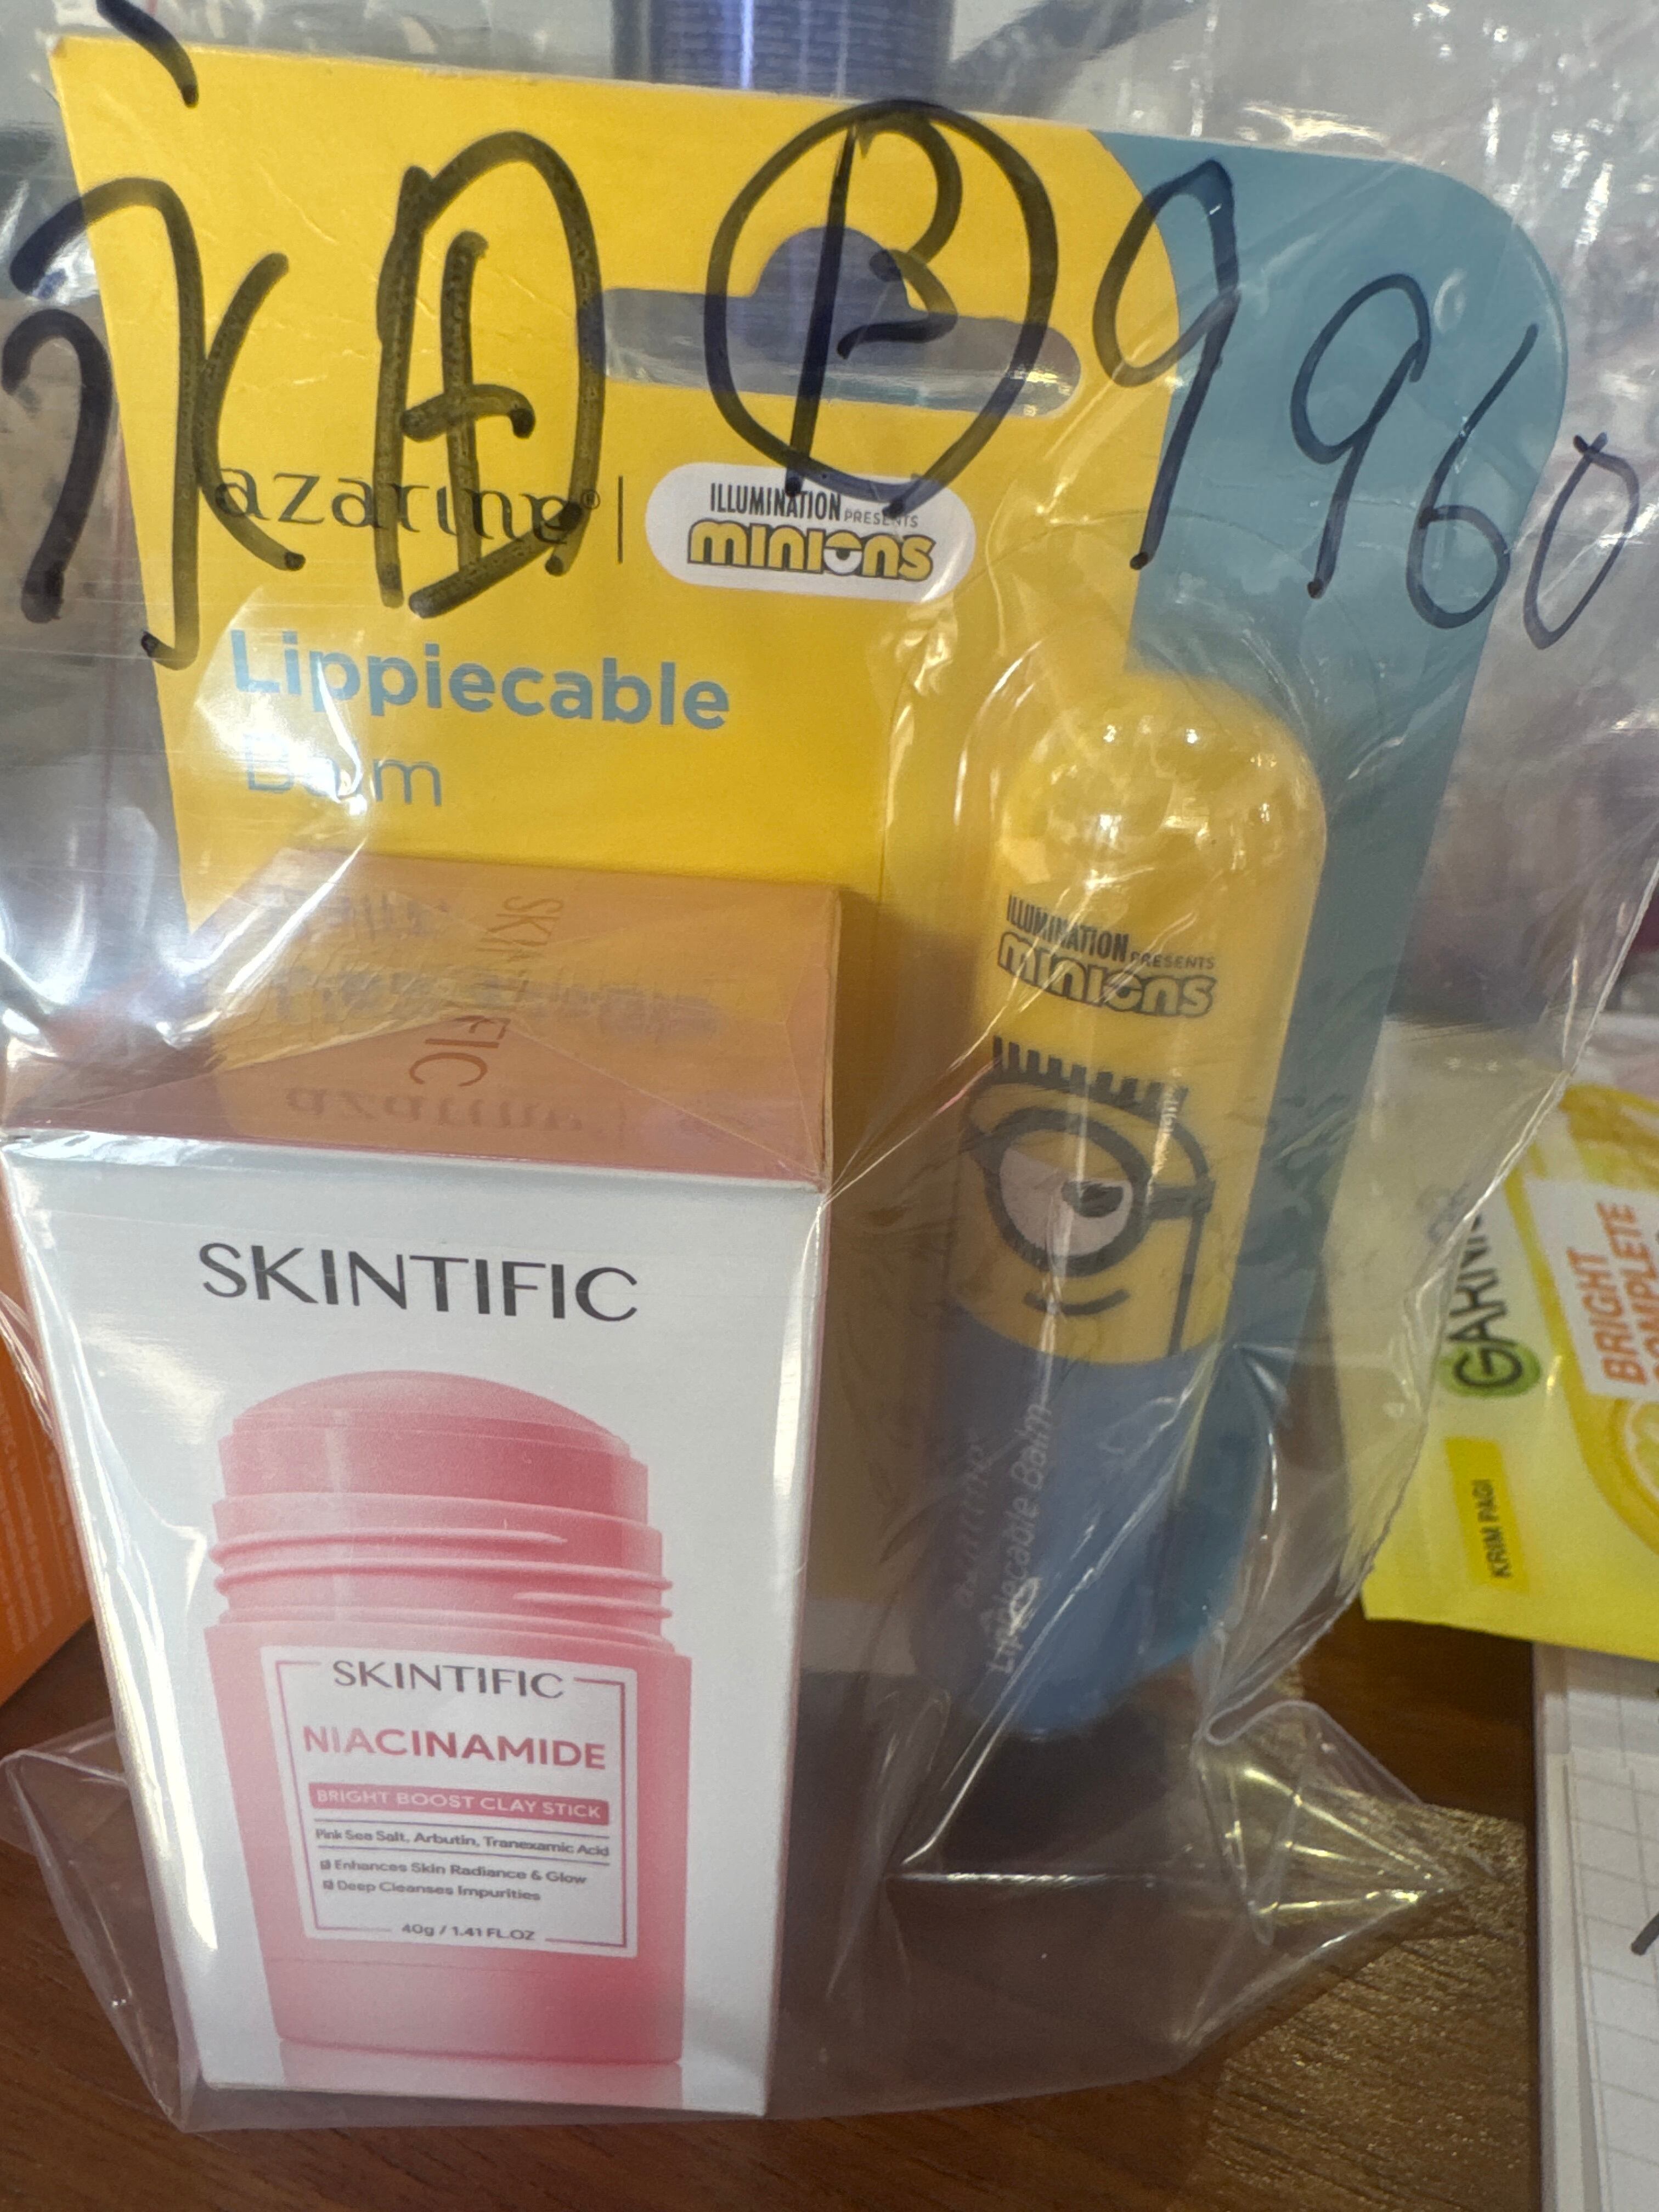 B 9960
azarine
ILLUMINATION PRESENTS
minions
Lippiecable
Balm
SKINTIFIC
ILLUMINATION PRESENTS
minions
azarine
Lippiecable Balm
SKINTIFIC
SKINTIFIC
NIACINAMIDE
BRIGHT BOOST CLAY STICK
Pink Sea Salt, Arbutin, Tranexamic Acid
Enhances Skin Radiance & Glow
Deep Cleanses Impurities
40g / 1.41 FL.OZ
BRIGHT
COMPLETE
KRIM PAGI